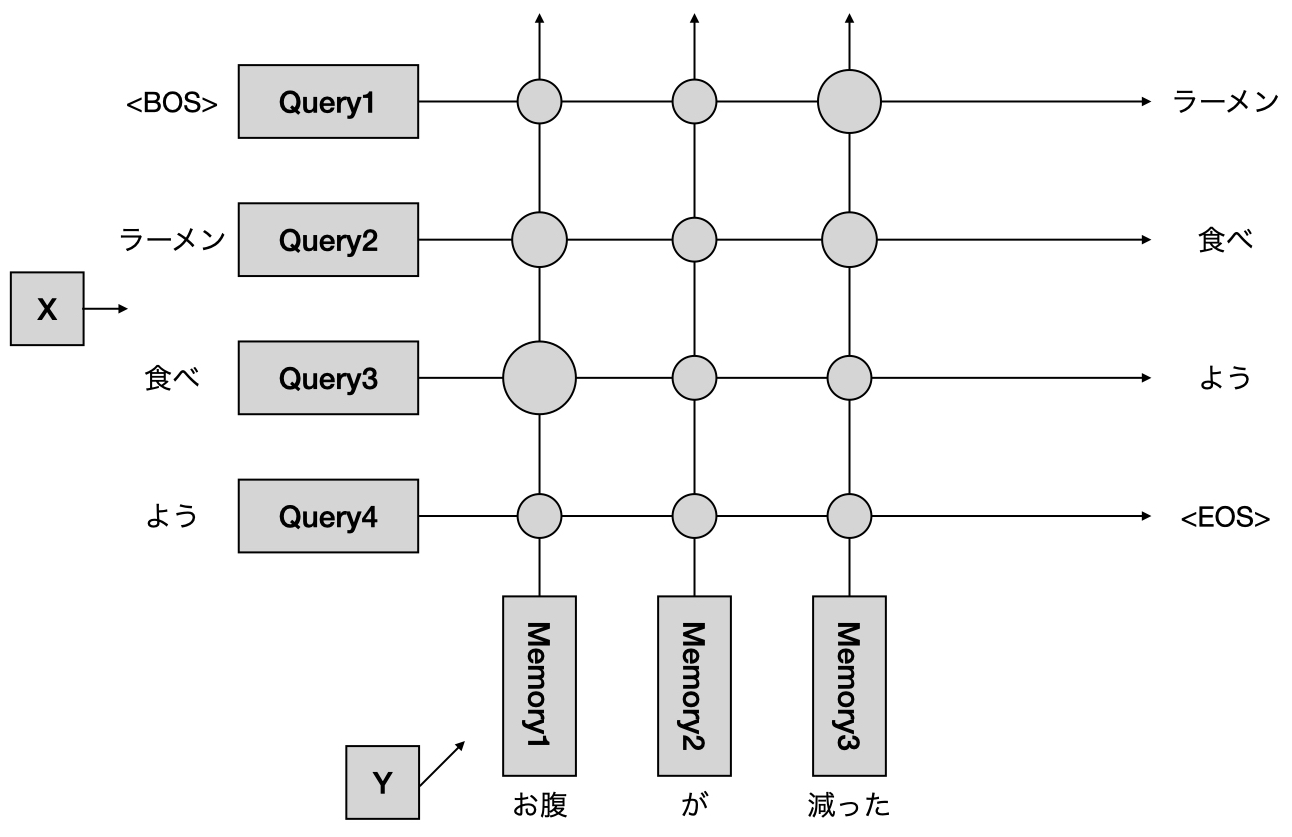 <BOS> Query1 ラーメン
ラーメン Query2 食べ
X
食べ Query3 よう
よう Query4 <EOS>
Memory1
Memory2
Memory3
Y
お腹 が 減った